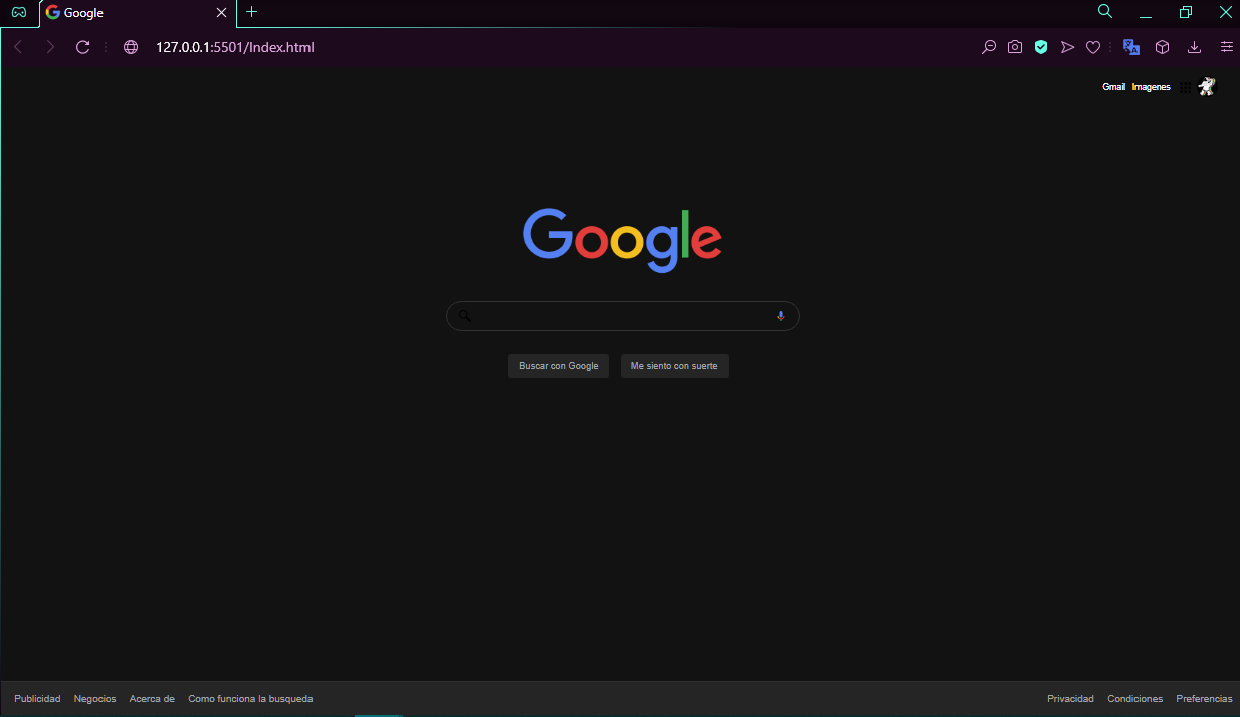 Google
127.0.0.1:5501/Index.html
Gmail Imagenes
Google
Buscar con Google Me siento con suerte
Publicidad Negocios Acerca de Como funciona la busqueda Privacidad Condiciones Preferencias